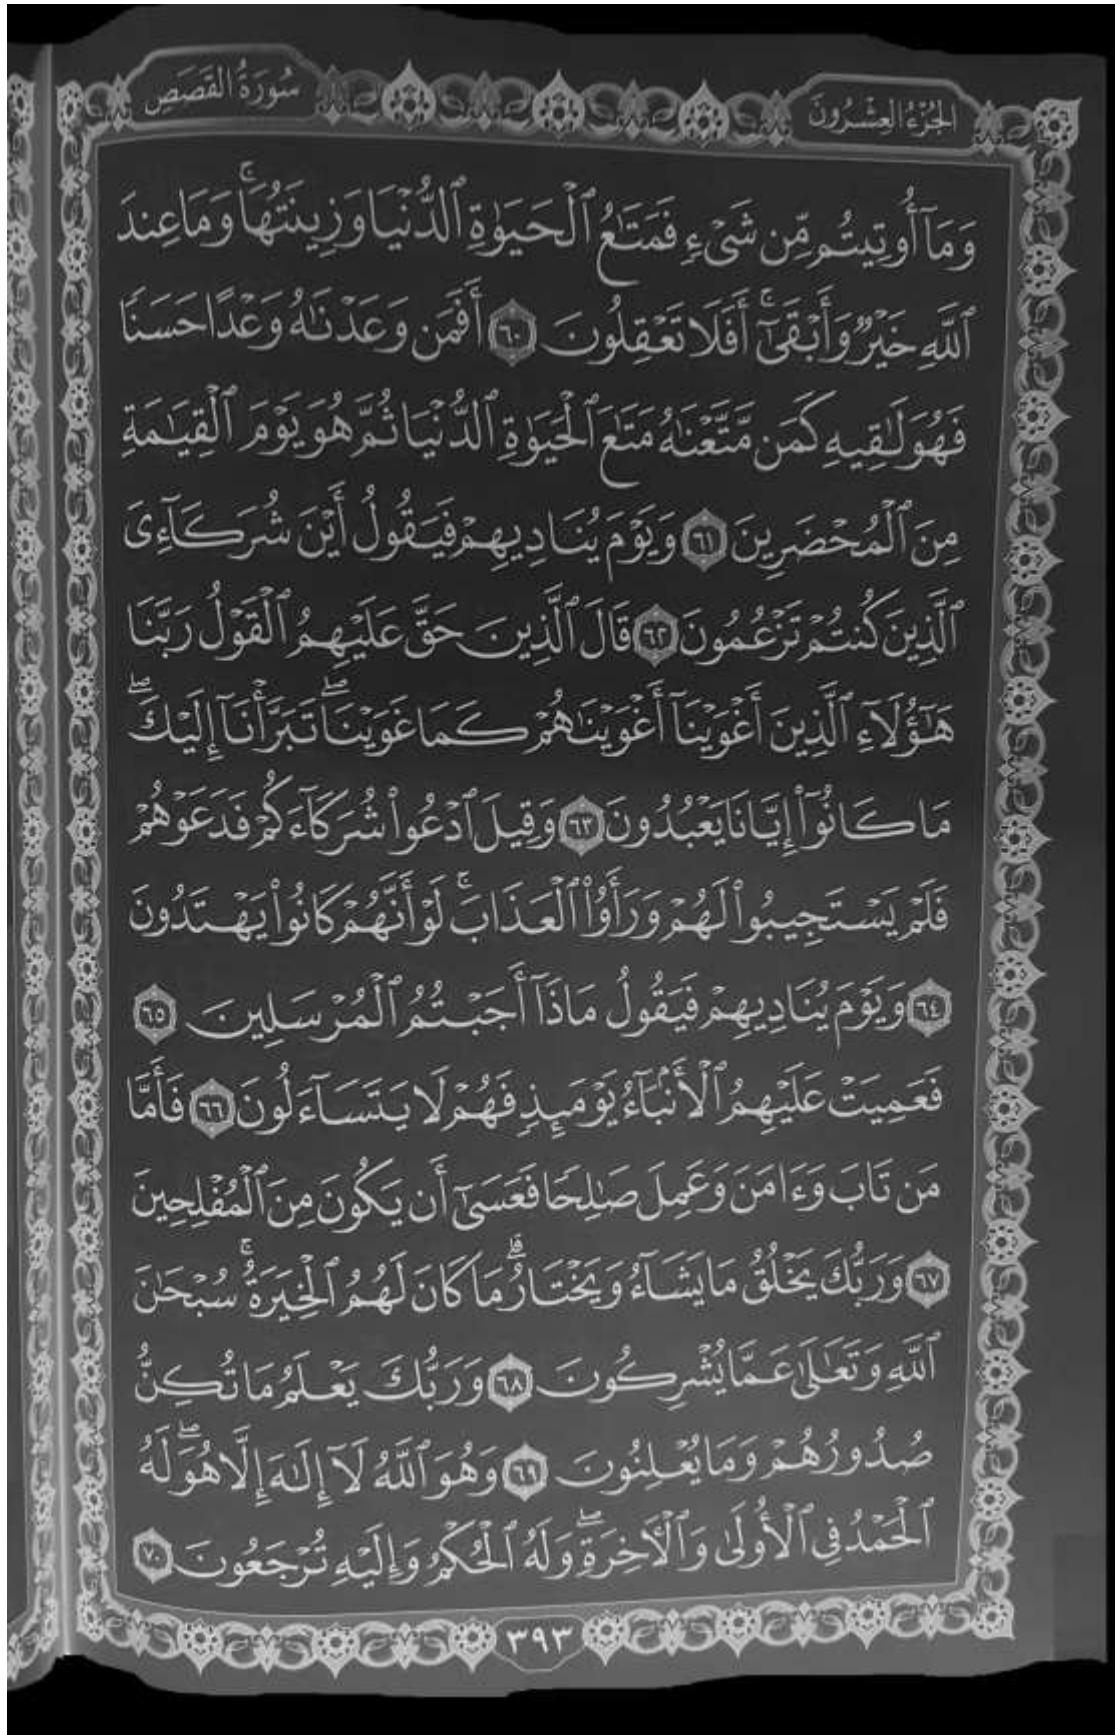 الجُزْءُ العِشْرُونَ
سُورَةُ القَصَصِ
وَمَآ أُوتِيتُم مِّن شَىْءٍ فَمَتَٰعُ ٱلْحَيَوٰةِ ٱلدُّنْيَا وَزِينَتُهَا ۚ وَمَا عِندَ
ٱللَّهِ خَيْرٌ وَأَبْقَىٰٓ ۚ أَفَلَا تَعْقِلُونَ ٦٠ أَفَمَن وَعَدْنَٰهُ وَعْدًا حَسَنًا
فَهُوَ لَٰقِيهِ كَمَن مَّتَّعْنَٰهُ مَتَٰعَ ٱلْحَيَوٰةِ ٱلدُّنْيَا ثُمَّ هُوَ يَوْمَ ٱلْقِيَٰمَةِ
مِنَ ٱلْمُحْضَرِينَ ٦١ وَيَوْمَ يُنَادِيهِمْ فَيَقُولُ أَيْنَ شُرَكَآءِىَ
ٱلَّذِينَ كُنتُمْ تَزْعُمُونَ ٦٢ قَالَ ٱلَّذِينَ حَقَّ عَلَيْهِمُ ٱلْقَوْلُ رَبَّنَا
هَٰٓؤُلَآءِ ٱلَّذِينَ أَغْوَيْنَآ أَغْوَيْنَٰهُمْ كَمَا غَوَيْنَا ۖ تَبَرَّأْنَآ إِلَيْكَ ۖ
مَا كَانُوٓا۟ إِيَّانَا يَعْبُدُونَ ٦٣ وَقِيلَ ٱدْعُوا۟ شُرَكَآءَكُمْ فَدَعَوْهُمْ
فَلَمْ يَسْتَجِيبُوا۟ لَهُمْ وَرَأَوُا۟ ٱلْعَذَابَ ۚ لَوْ أَنَّهُمْ كَانُوا۟ يَهْتَدُونَ
٦٤ وَيَوْمَ يُنَادِيهِمْ فَيَقُولُ مَاذَآ أَجَبْتُمُ ٱلْمُرْسَلِينَ ٦٥
فَعَمِيَتْ عَلَيْهِمُ ٱلْأَنۢبَآءُ يَوْمَئِذٍ فَهُمْ لَا يَتَسَآءَلُونَ ٦٦ فَأَمَّا
مَن تَابَ وَءَامَنَ وَعَمِلَ صَٰلِحًا فَعَسَىٰٓ أَن يَكُونَ مِنَ ٱلْمُفْلِحِينَ
٦٧ وَرَبُّكَ يَخْلُقُ مَا يَشَآءُ وَيَخْتَارُ ۗ مَا كَانَ لَهُمُ ٱلْخِيَرَةُ ۚ سُبْحَٰنَ
ٱللَّهِ وَتَعَٰلَىٰ عَمَّا يُشْرِكُونَ ٦٨ وَرَبُّكَ يَعْلَمُ مَا تُكِنُّ
صُدُورُهُمْ وَمَا يُعْلِنُونَ ٦٩ وَهُوَ ٱللَّهُ لَآ إِلَٰهَ إِلَّا هُوَ ۖ لَهُ
ٱلْحَمْدُ فِى ٱلْأُولَىٰ وَٱلْءَاخِرَةِ ۖ وَلَهُ ٱلْحُكْمُ وَإِلَيْهِ تُرْجَعُونَ ٧٠
٣٩٣